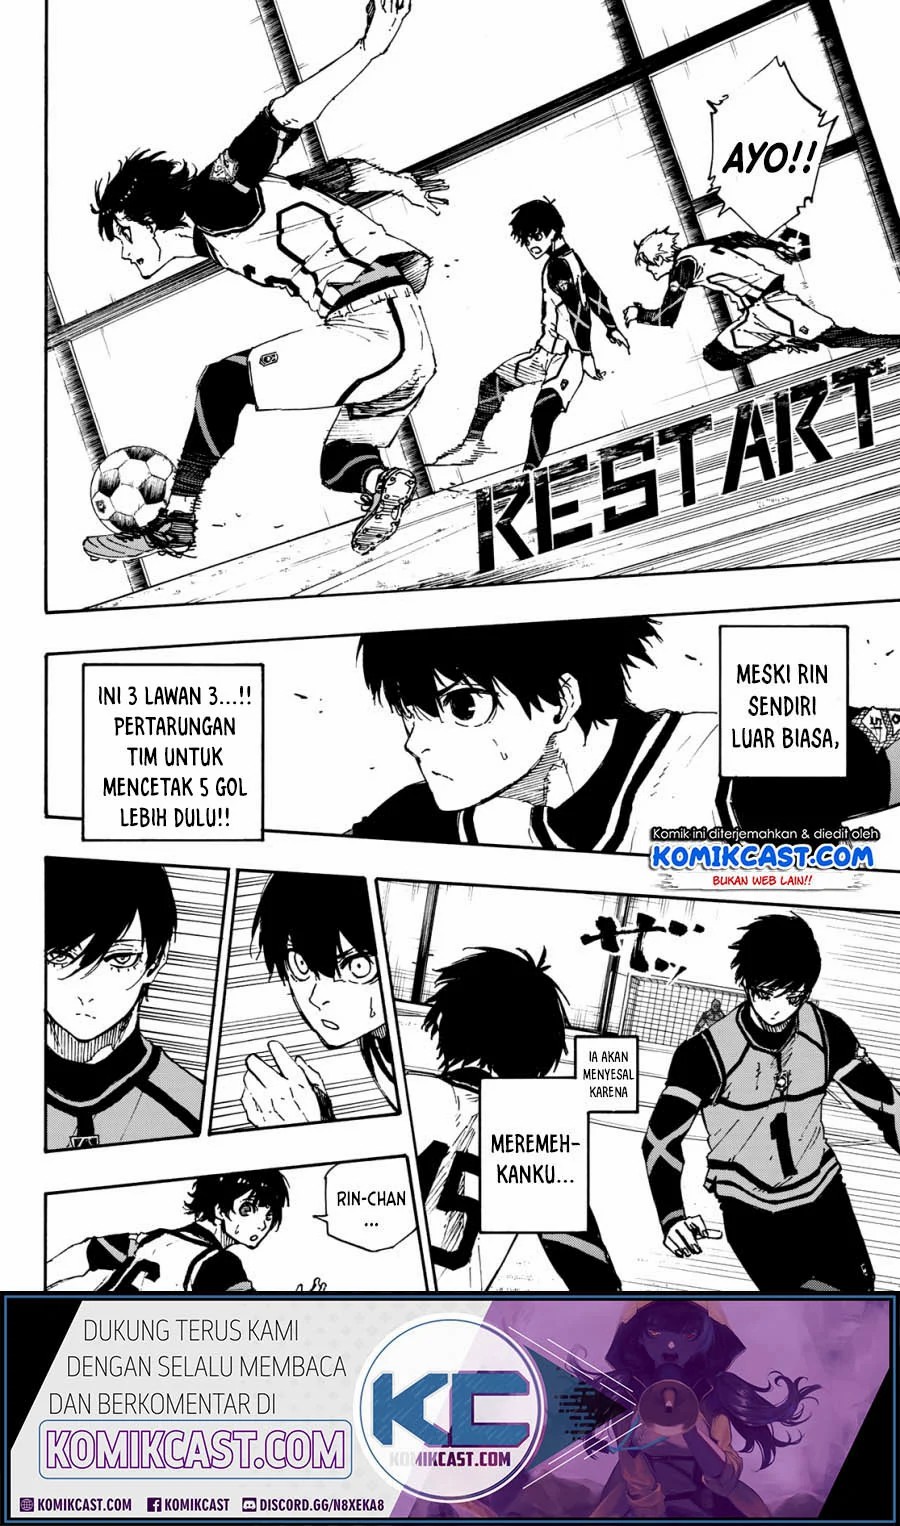 AYO!!
RESTART
MESKI RIN
SENDIRI
LUAR BIASA,
INI 3 LAWAN 3...!!
PERTARUNGAN
TIM UNTUK
MENCETAK 5 GOL
LEBIH DULU!!
Komik ini diterjemahkan & diedit oleh
KOMIKCAST.COM
BUKAN WEB LAIN!!
IA AKAN
MENYESAL
KARENA
MEREMEH-
KANKU...
1
15
RIN-CHAN
...
DUKUNG TERUS KAMI
DENGAN SELALU MEMBACA
DAN BERKOMENTAR DI
KOMIKCAST.COM
KC
KOMIKCAST.COM
KOMIKCAST.COM
KOMIKCAST
DISCORD.GG/N8XEKA8